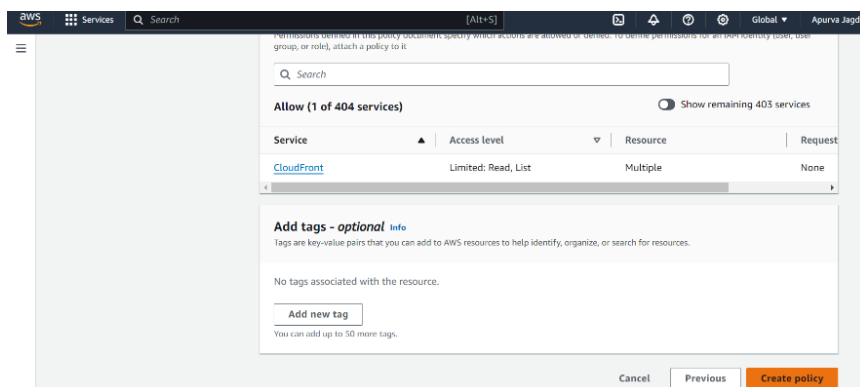 aws Services Search [Alt+S] Global Apurva Jagd
Permissions defined in this policy document specify which actions are allowed or denied. To define permissions for an IAM identity (user, user
group, or role), attach a policy to it
Search
Allow (1 of 404 services) Show remaining 403 services
Service Access level Resource Request
CloudFront Limited: Read, List Multiple None
Add tags - optional Info
Tags are key-value pairs that you can add to AWS resources to help identify, organize, or search for resources.
No tags associated with the resource.
Add new tag
You can add up to 50 more tags.
Cancel Previous Create policy